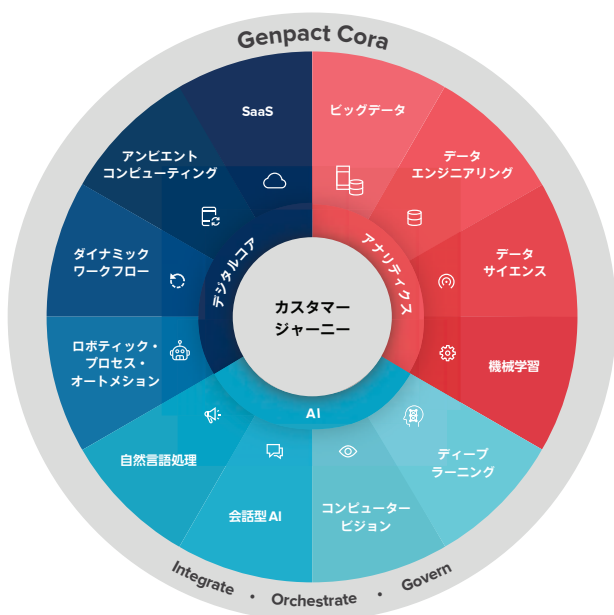 Genpact Cora
SaaS
ビッグデータ
アンビエント
コンピューティング
データ
エンジニアリング
ダイナミック
ワークフロー
データ
サイエンス
デジタルコア
アナリティクス
カスタマー
ジャーニー
ロボティック・
プロセス・
オートメション
機械学習
AI
自然言語処理
ディープ
ラーニング
会話型 AI
コンピューター
ビジョン
Integrate • Orchestrate • Govern